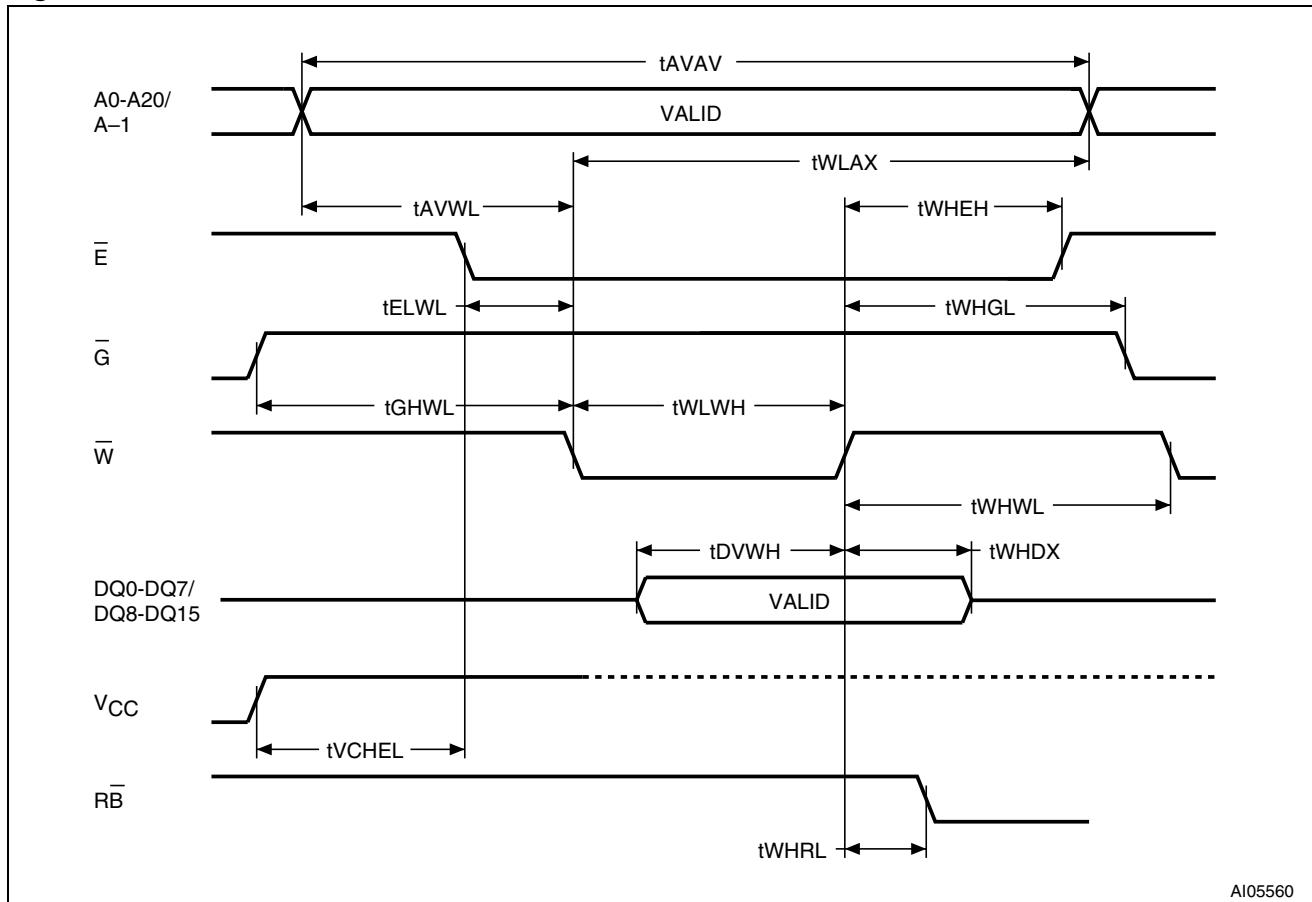 tAVAV
A0-A20/
A–1
VALID
tWLAX
tAVWL
tWHEH
E̅
tELWL
tWHGL
G̅
tGHWL
tWLWH
W̅
tWHWL
tDVWH
tWHDX
DQ0-DQ7/
DQ8-DQ15
VALID
VCC
tVCHEL
RB̅
tWHRL
AI05560